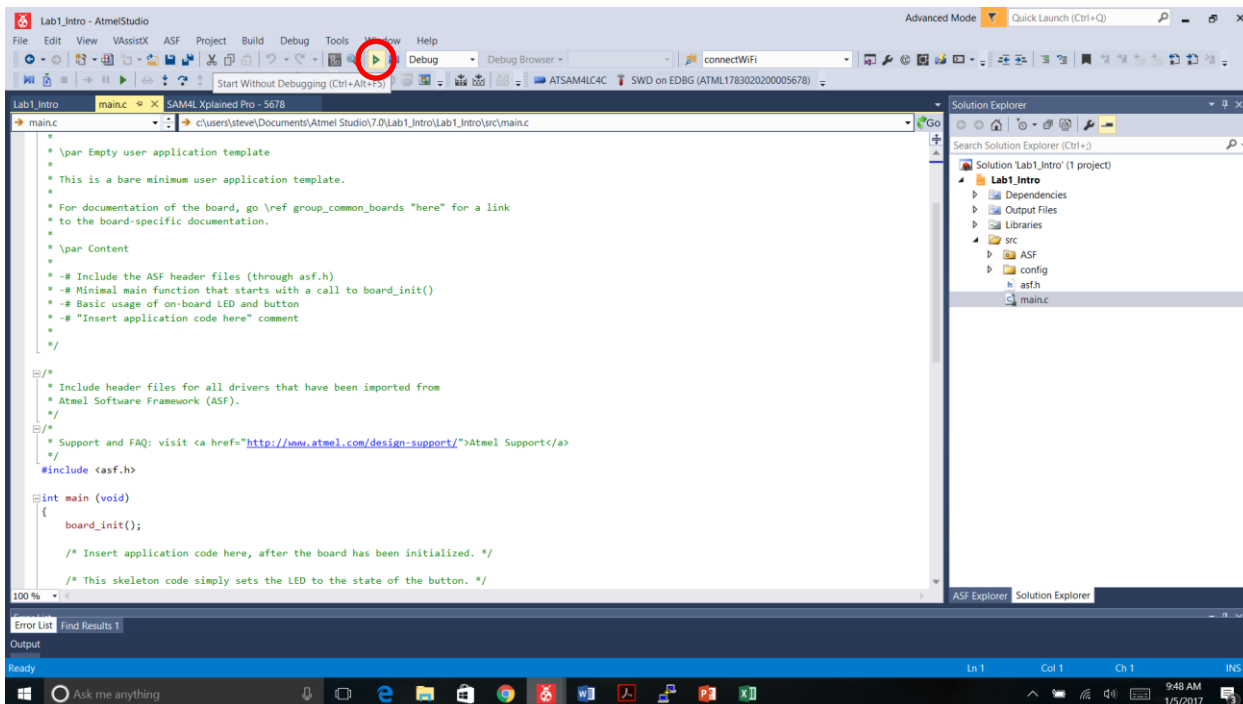 Lab1_Intro - AtmelStudio
Advanced Mode
Quick Launch (Ctrl+Q)
File Edit View VAssistX ASF Project Build Debug Tools Window Help
Debug
Debug Browser
connectWiFi
Start Without Debugging (Ctrl+Alt+F5)
ATSAM4LC4C
SWD on EDBG (ATML1783020200005678)
Lab1_Intro main.c SAM4L Xplained Pro - 5678
main.c
c:\users\steve\Documents\Atmel Studio\7.0\Lab1_Intro\Lab1_Intro\src\main.c
Go
*
* \par Empty user application template
*
* This is a bare minimum user application template.
*
* For documentation of the board, go \ref group_common_boards "here" for a link
* to the board-specific documentation.
*
* \par Content
*
* -# Include the ASF header files (through asf.h)
* -# Minimal main function that starts with a call to board_init()
* -# Basic usage of on-board LED and button
* -# "Insert application code here" comment
*
*/
/*
* Include header files for all drivers that have been imported from
* Atmel Software Framework (ASF).
*/
/*
* Support and FAQ: visit <a href="http://www.atmel.com/design-support/">Atmel Support</a>
*/
#include <asf.h>
int main (void)
{
board_init();
/* Insert application code here, after the board has been initialized. */
/* This skeleton code simply sets the LED to the state of the button. */
100 %
Solution Explorer
Search Solution Explorer (Ctrl+;)
Solution 'Lab1_Intro' (1 project)
Lab1_Intro
Dependencies
Output Files
Libraries
src
ASF
config
asf.h
main.c
ASF Explorer Solution Explorer
Error List Find Results 1
Output
Ready
Ln 1 Col 1 Ch 1 INS
Ask me anything
9:48 AM
1/5/2017